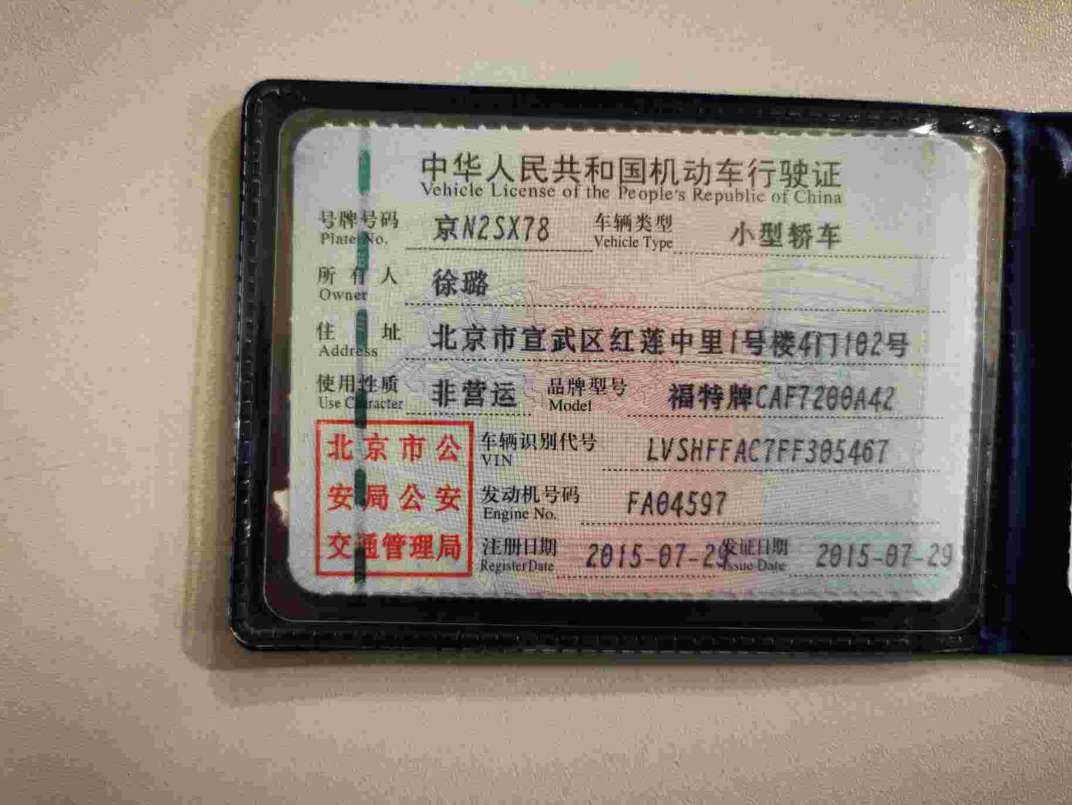 中华人民共和国机动车行驶证
Vehicle License of the People's Republic of China
号牌号码 京N2SX78 车辆类型 小型轿车
Plate No. Vehicle Type
所有人 徐璐
Owner
住址 北京市宣武区红莲中里1号楼4门102号
Address
使用性质 非营运 品牌型号 福特牌CAF7200A42
Use Character Model
北京市公 车辆识别代号 LVSHFFAC7FF305467
VIN
安局公安 发动机号码 FA04597
Engine No.
交通管理局 注册日期 2015-07-29 发证日期 2015-07-29
Register Date Issue Date